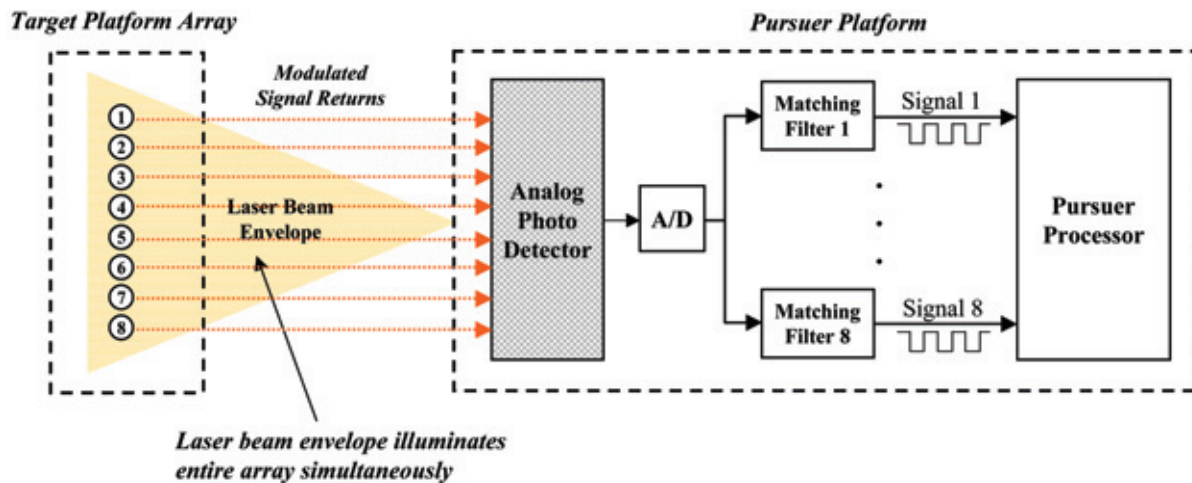 Target Platform Array
Pursuer Platform
Modulated
Signal Returns
1
2
3
4
5
6
7
8
Laser Beam
Envelope
Analog
Photo
Detector
A/D
Matching
Filter 1
Signal 1
Matching
Filter 8
Signal 8
Pursuer
Processor
Laser beam envelope illuminates
entire array simultaneously